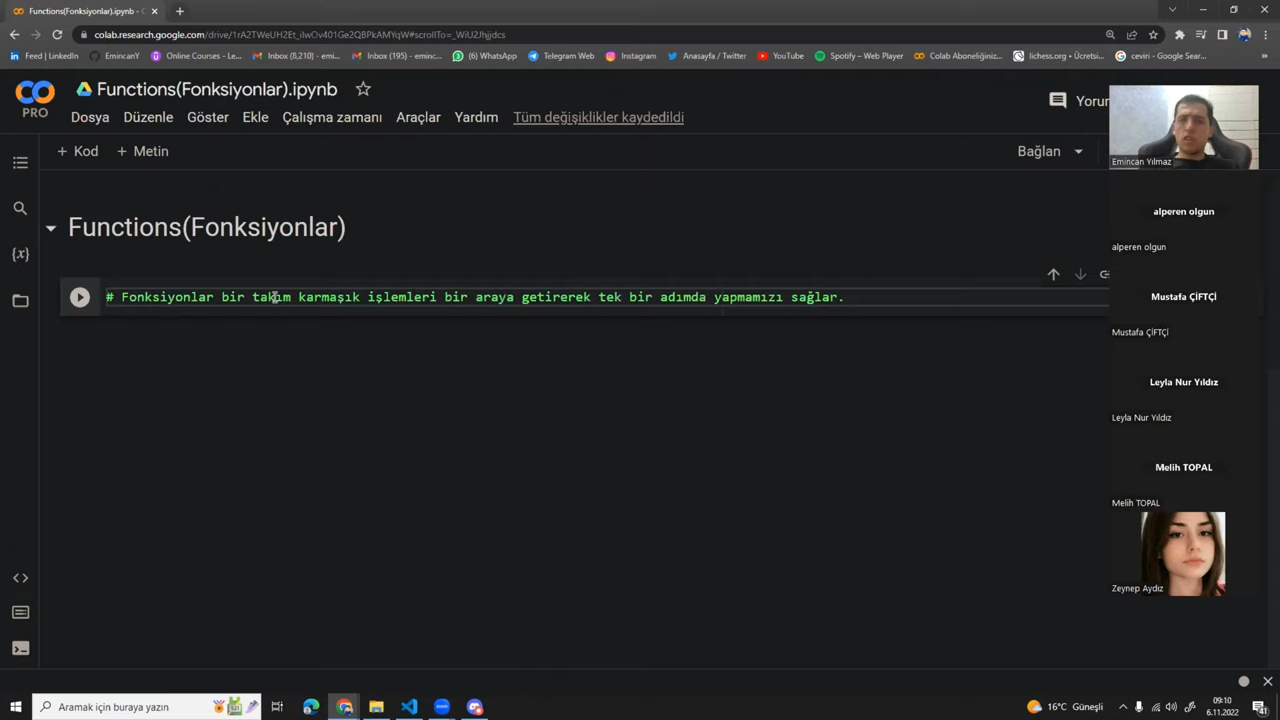 Functions(Fonksiyonlar).ipynb - C
colab.research.google.com/drive/1rA2TWeUH2Et_ilwOv401Ge2QBPkAMYqW#scrollTo=_WiU2Jhjjdcs
Feed | LinkedIn
EmincanY
Online Courses - Le...
Inbox (8,210) - emi...
Inbox (195) - eminc...
(6) WhatsApp
Telegram Web
Instagram
Anasayfa / Twitter
YouTube
Spotify - Web Player
Colab Aboneliğiniz...
lichess.org • Ücretsi...
ceviri - Google Sear...
PRO
Functions(Fonksiyonlar).ipynb
Yorum
Dosya Düzenle Göster Ekle Çalışma zamanı Araçlar Yardım Tüm değişiklikler kaydedildi
+ Kod + Metin
Bağlan
Emincan Yılmaz
Functions(Fonksiyonlar)
# Fonksiyonlar bir takım karmaşık işlemleri bir araya getirerek tek bir adımda yapmamızı sağlar.
alperen olgun
alperen olgun
Mustafa ÇİFTÇİ
Mustafa ÇİFTÇİ
Leyla Nur Yıldız
Leyla Nur Yıldız
Melih TOPAL
Melih TOPAL
Zeynep Aydız
Aramak için buraya yazın
16°C Güneşli
09:10
6.11.2022